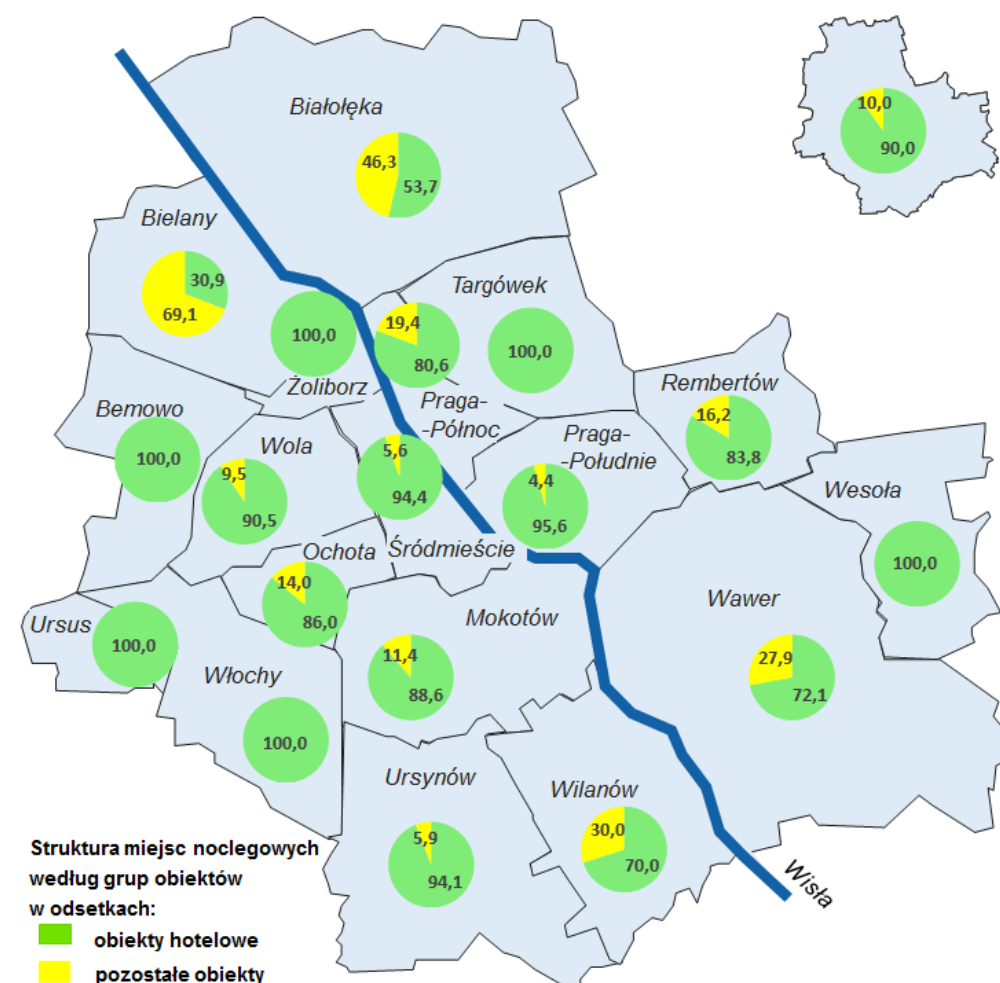 Białołęka
46,3
53,7
10,0
90,0
Bielany
30,9
69,1
100,0
Żoliborz
Targówek
100,0
19,4
80,6
Praga-
-Północ
Rembertów
16,2
83,8
Bemowo
100,0
Wola
9,5
90,5
5,6
94,4
Śródmieście
Praga-
-Południe
4,4
95,6
Wesoła
100,0
Ochota
14,0
86,0
Ursus
100,0
Włochy
100,0
Mokotów
11,4
88,6
Wawer
27,9
72,1
Ursynów
5,9
94,1
Wilanów
30,0
70,0
Wisła
Struktura miejsc noclegowych
według grup obiektów
w odsetkach:
obiekty hotelowe
pozostałe obiekty